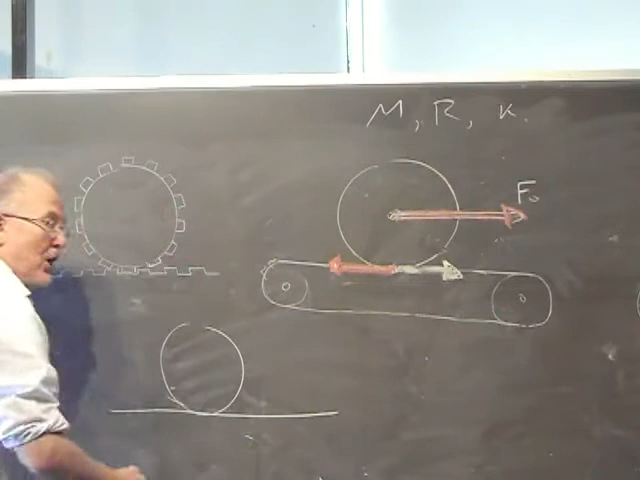 M, R, K.
F₀